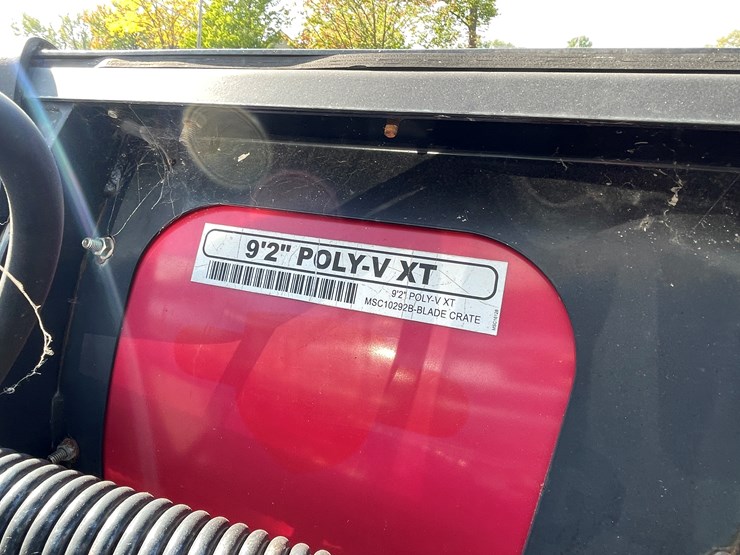 9'2" POLY-V XT
9'2" POLY-V XT
MSC10292B-BLADE CRATE